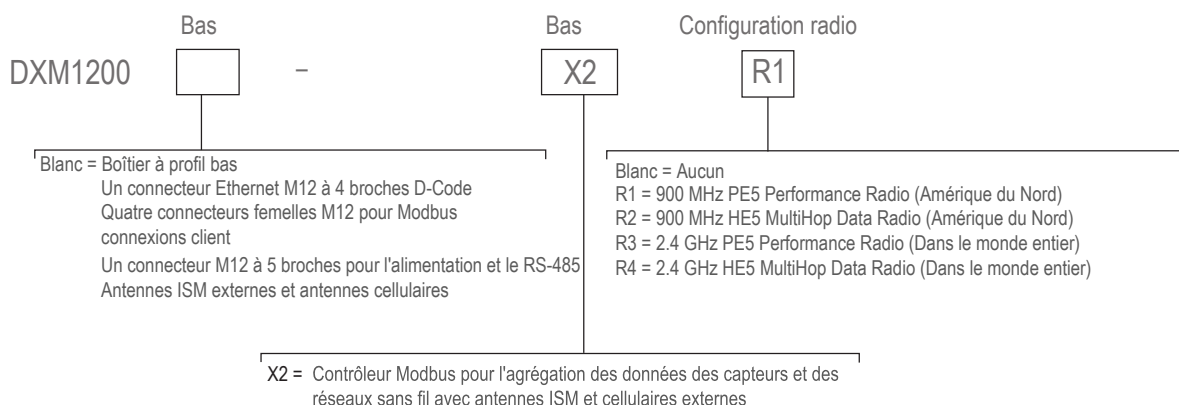 Bas Bas Configuration radio
DXM1200 – X2 R1
Blanc = Boîtier à profil bas
Un connecteur Ethernet M12 à 4 broches D-Code
Quatre connecteurs femelles M12 pour Modbus
connexions client
Un connecteur M12 à 5 broches pour l'alimentation et le RS-485
Antennes ISM externes et antennes cellulaires
Blanc = Aucun
R1 = 900 MHz PE5 Performance Radio (Amérique du Nord)
R2 = 900 MHz HE5 MultiHop Data Radio (Amérique du Nord)
R3 = 2.4 GHz PE5 Performance Radio (Dans le monde entier)
R4 = 2.4 GHz HE5 MultiHop Data Radio (Dans le monde entier)
X2 = Contrôleur Modbus pour l'agrégation des données des capteurs et des
réseaux sans fil avec antennes ISM et cellulaires externes